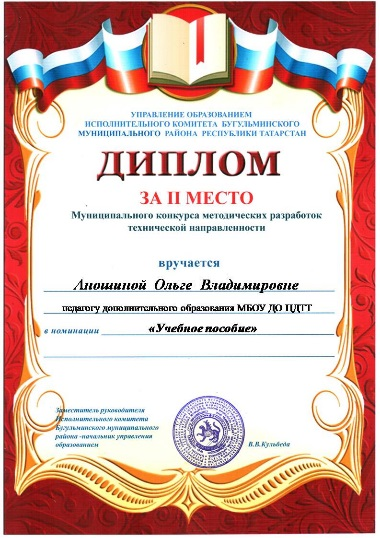 УПРАВЛЕНИЕ ОБРАЗОВАНИЕМ
ИСПОЛНИТЕЛЬНОГО КОМИТЕТА БУГУЛЬМИНСКОГО
МУНИЦИПАЛЬНОГО РАЙОНА РЕСПУБЛИКИ ТАТАРСТАН
ДИПЛОМ
ЗА II МЕСТО
Муниципального конкурса методических разработок
технической направленности
вручается
Аношиной Ольге Владимировне
педагогу дополнительного образования МБОУ ДО ЦДТТ
в номинации «Учебное пособие»
Заместитель руководителя
Исполнительного комитета
Бугульминского муниципального
района -начальник управления
образованием
В.В.Кульбеда